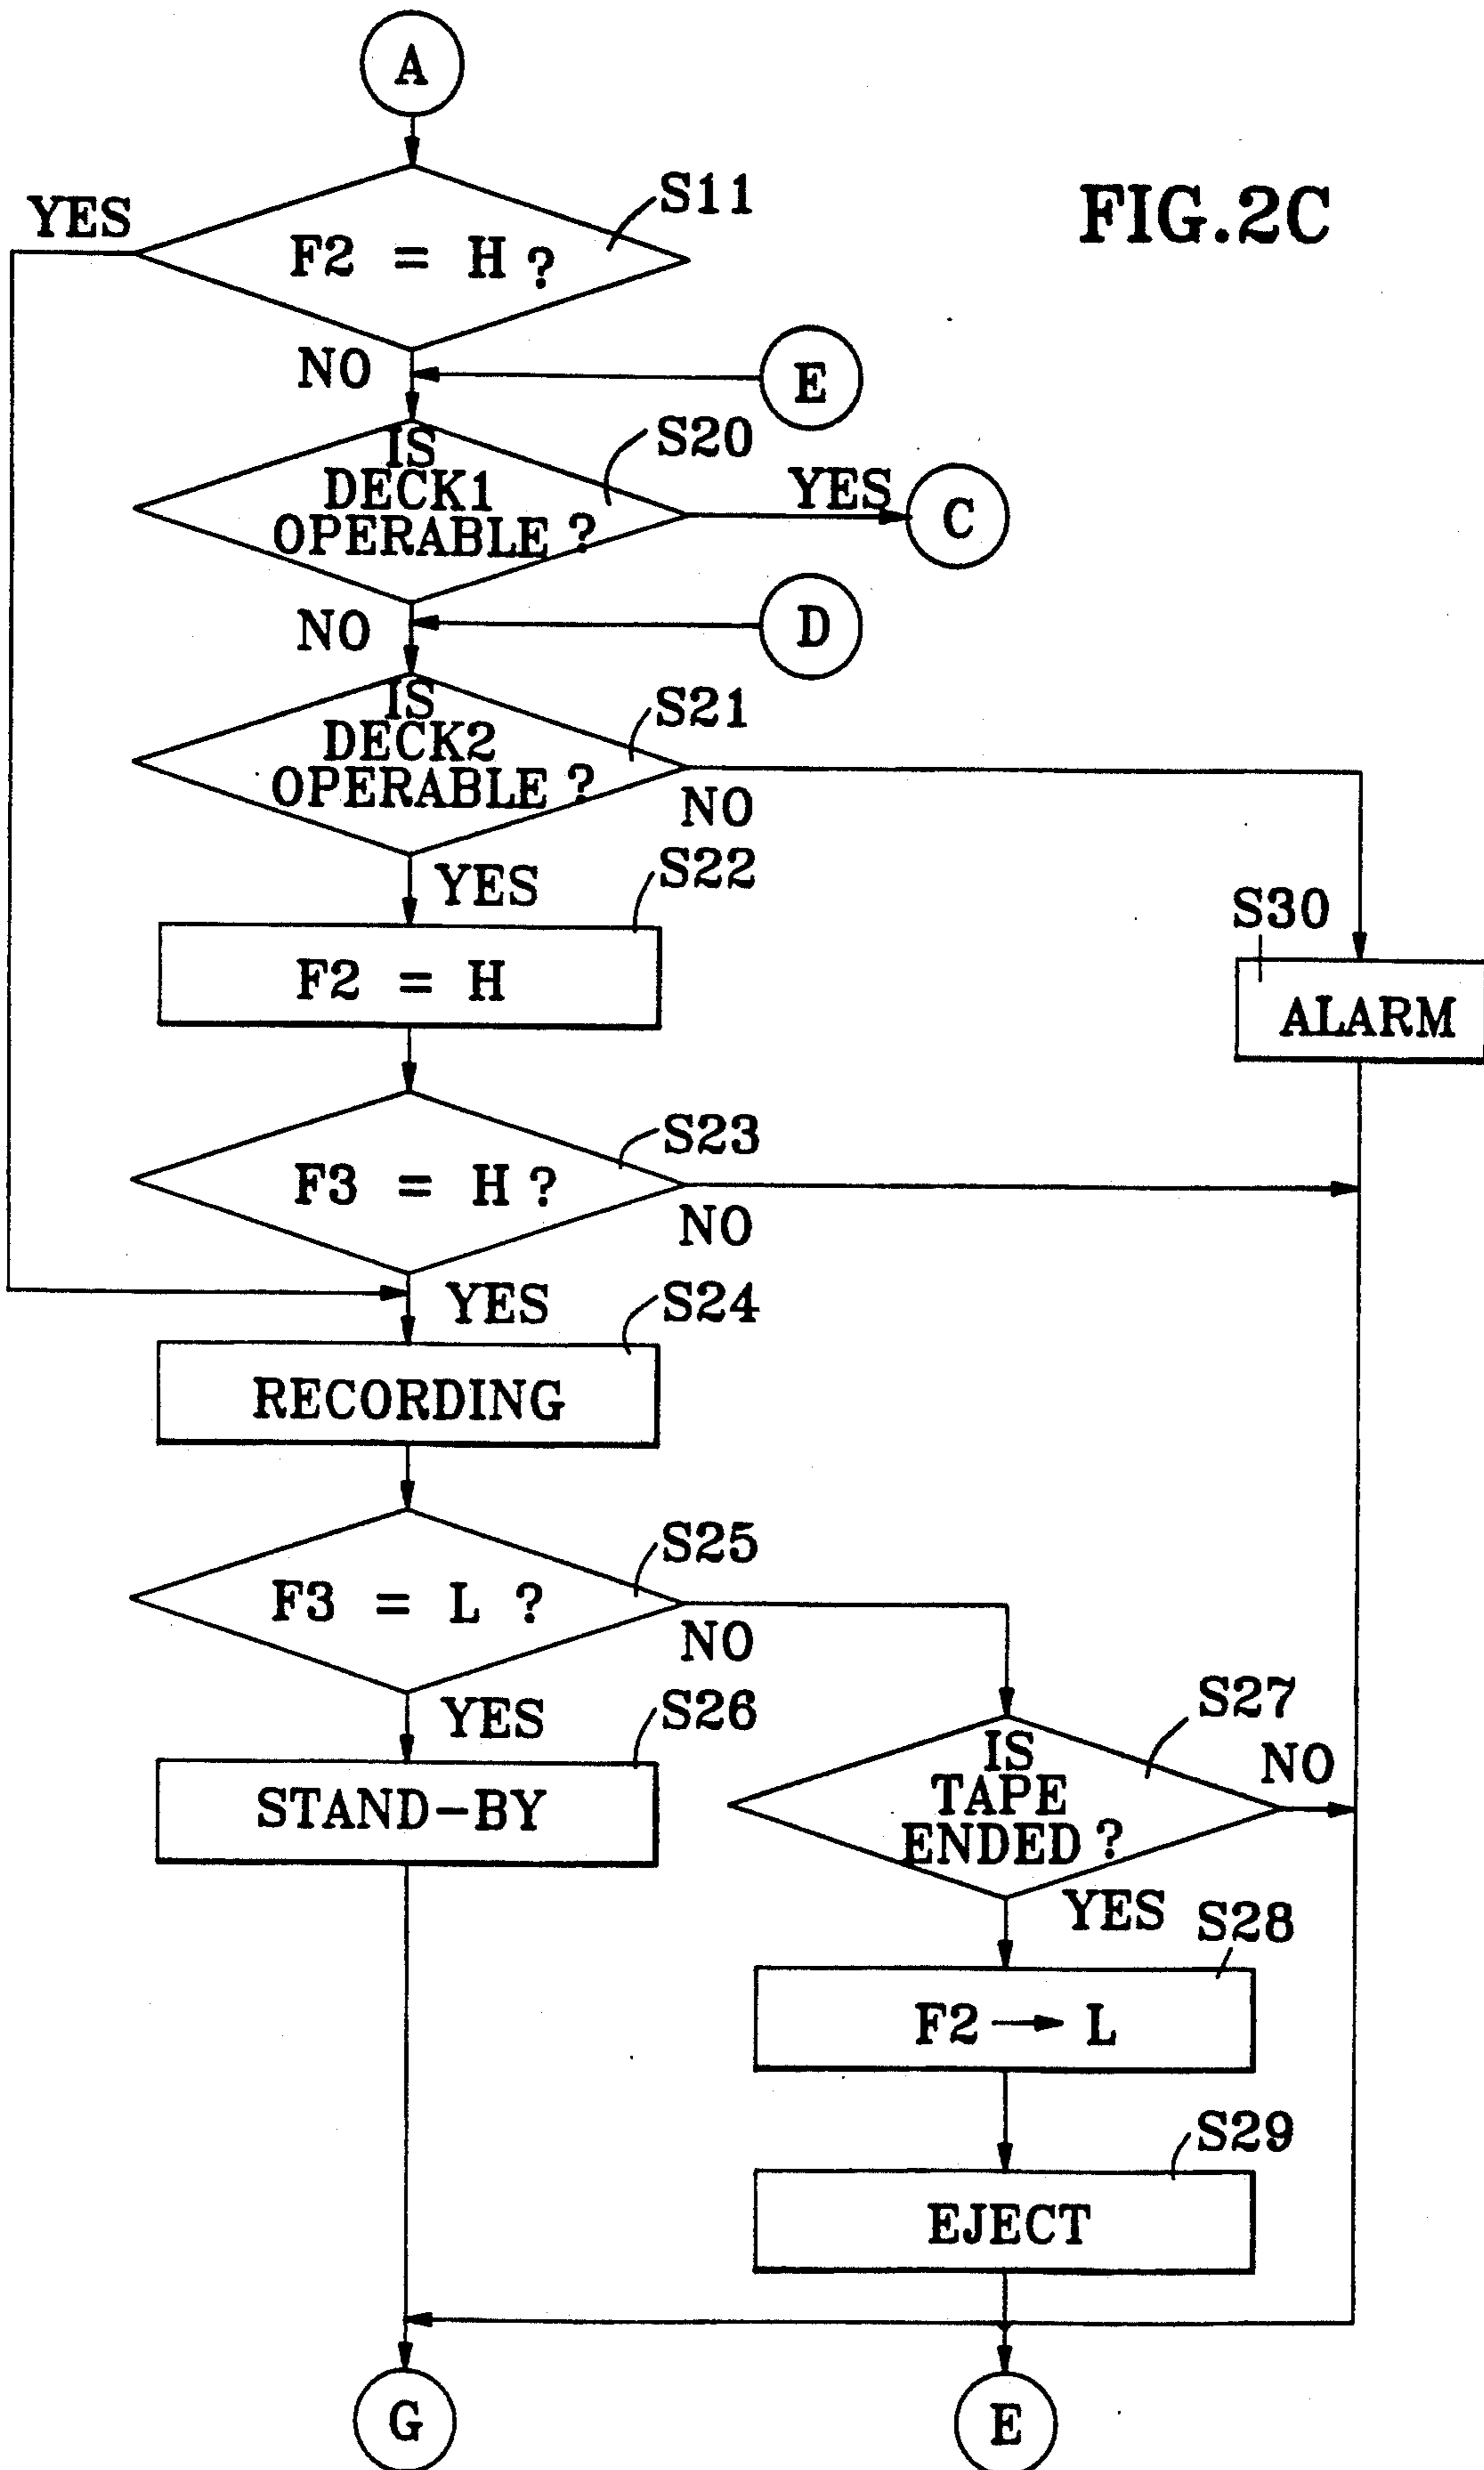 A
FIG.2C
S11
YES
F2 = H ?
NO
E
S20
IS
DECK1
OPERABLE ?
YES
C
NO
D
S21
IS
DECK2
OPERABLE ?
NO
YES
S22
F2 = H
S30
ALARM
S23
F3 = H ?
NO
YES
S24
RECORDING
S25
F3 = L ?
NO
YES
S26
STAND-BY
S27
IS
TAPE
ENDED ?
NO
YES
S28
F2 → L
S29
EJECT
G
E